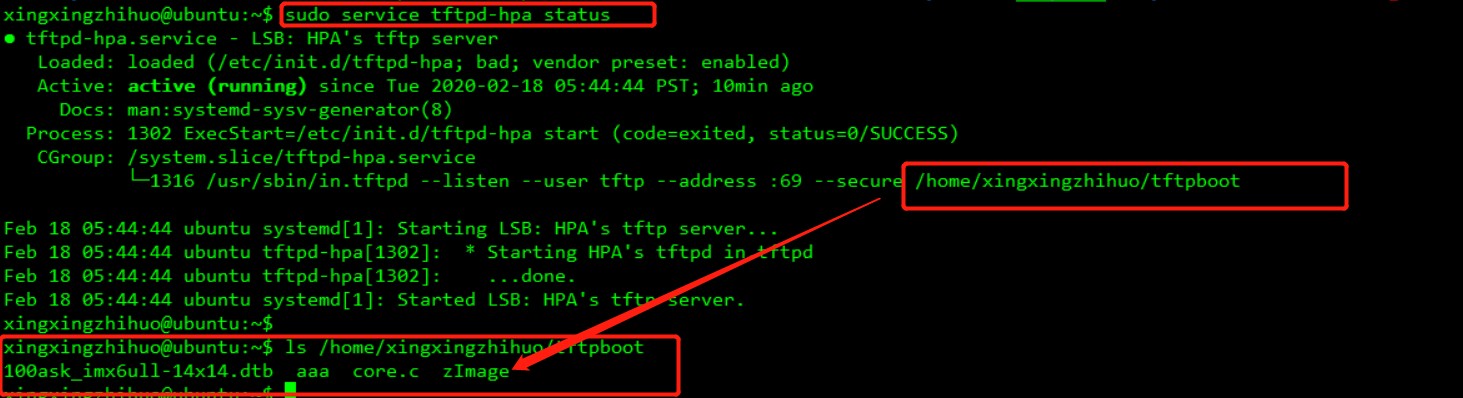 xingxingzhihuo@ubuntu:~$ sudo service tftpd-hpa status
● tftpd-hpa.service - LSB: HPA's tftp server
   Loaded: loaded (/etc/init.d/tftpd-hpa; bad; vendor preset: enabled)
   Active: active (running) since Tue 2020-02-18 05:44:44 PST; 10min ago
     Docs: man:systemd-sysv-generator(8)
  Process: 1302 ExecStart=/etc/init.d/tftpd-hpa start (code=exited, status=0/SUCCESS)
   CGroup: /system.slice/tftpd-hpa.service
           └─1316 /usr/sbin/in.tftpd --listen --user tftp --address :69 --secure /home/xingxingzhihuo/tftpboot
Feb 18 05:44:44 ubuntu systemd[1]: Starting LSB: HPA's tftp server...
Feb 18 05:44:44 ubuntu tftpd-hpa[1302]:  * Starting HPA's tftpd in.tftpd
Feb 18 05:44:44 ubuntu tftpd-hpa[1302]:    ...done.
Feb 18 05:44:44 ubuntu systemd[1]: Started LSB: HPA's tftp server.
xingxingzhihuo@ubuntu:~$
xingxingzhihuo@ubuntu:~$ ls /home/xingxingzhihuo/tftpboot
100ask_imx6ull-14x14.dtb  aaa  core.c  zImage
xingxingzhihuo@ubuntu:~$